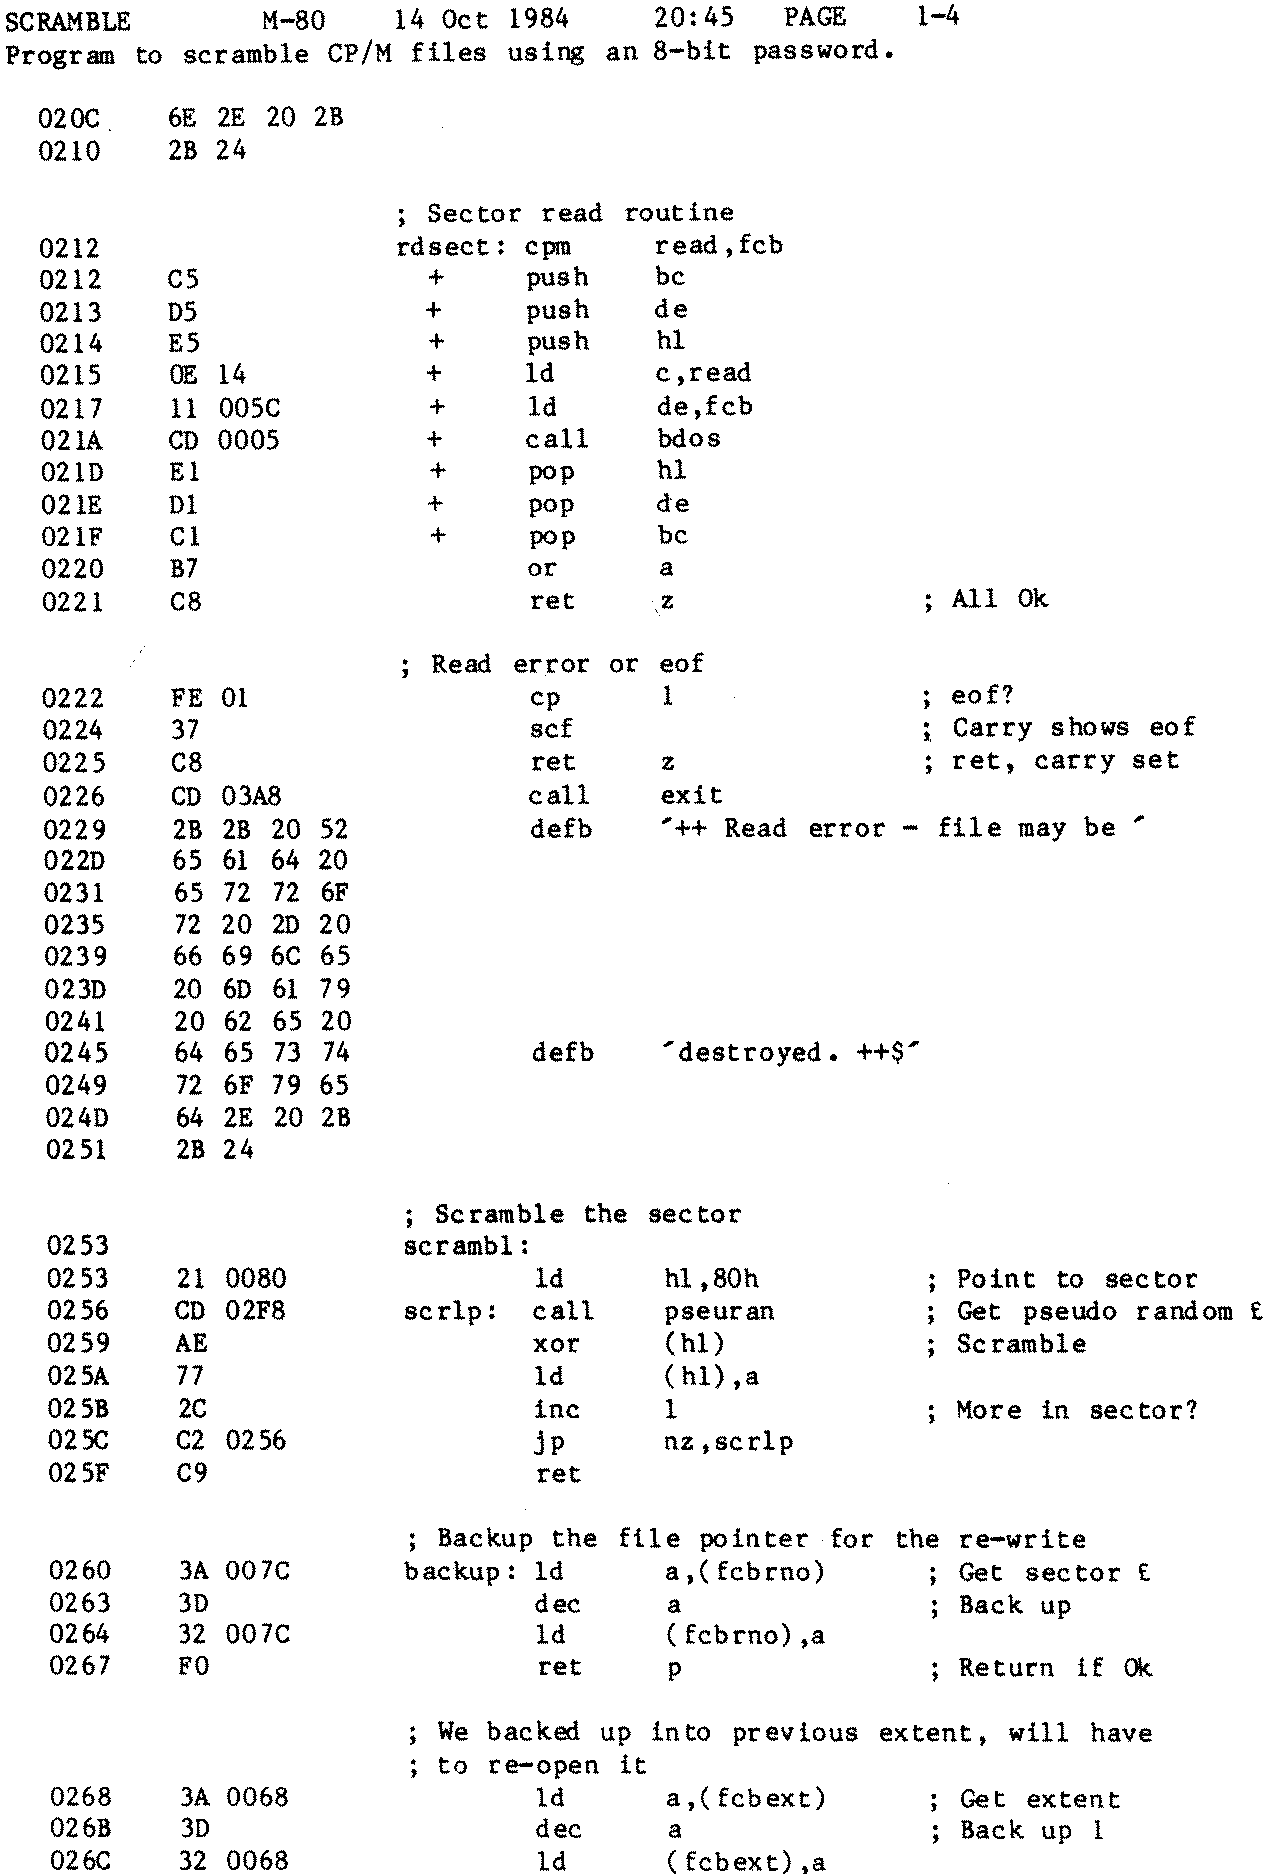 SCRAMBLE M-80 14 Oct 1984 20:45 PAGE 1-4
Program to scramble CP/M files using an 8-bit password.
020C 6E 2E 20 2B
0210 2B 24
; Sector read routine
0212 rdsect: cpm read,fcb
0212 C5 + push bc
0213 D5 + push de
0214 E5 + push hl
0215 0E 14 + ld c,read
0217 11 005C + ld de,fcb
021A CD 0005 + call bdos
021D E1 + pop hl
021E D1 + pop de
021F C1 + pop bc
0220 B7 or a
0221 C8 ret z ; All Ok
; Read error or eof
0222 FE 01 cp 1 ; eof?
0224 37 scf ; Carry shows eof
0225 C8 ret z ; ret, carry set
0226 CD 03A8 call exit
0229 2B 2B 20 52 defb ´++ Read error - file may be ´
022D 65 61 64 20
0231 65 72 72 6F
0235 72 20 2D 20
0239 66 69 6C 65
023D 20 6D 61 79
0241 20 62 65 20
0245 64 65 73 74 defb ´destroyed. ++$´
0249 72 6F 79 65
024D 64 2E 20 2B
0251 2B 24
; Scramble the sector
0253 scrambl:
0253 21 0080 ld hl,80h ; Point to sector
0256 CD 02F8 scrlp: call pseuran ; Get pseudo random £
0259 AE xor (hl) ; Scramble
025A 77 ld (hl),a
025B 2C inc l ; More in sector?
025C C2 0256 jp nz,scrlp
025F C9 ret
; Backup the file pointer for the re-write
0260 3A 007C backup: ld a,(fcbrno) ; Get sector £
0263 3D dec a ; Back up
0264 32 007C ld (fcbrno),a
0267 F0 ret p ; Return if Ok
; We backed up into previous extent, will have
; to re-open it
0268 3A 0068 ld a,(fcbext) ; Get extent
026B 3D dec a ; Back up 1
026C 32 0068 ld (fcbext),a